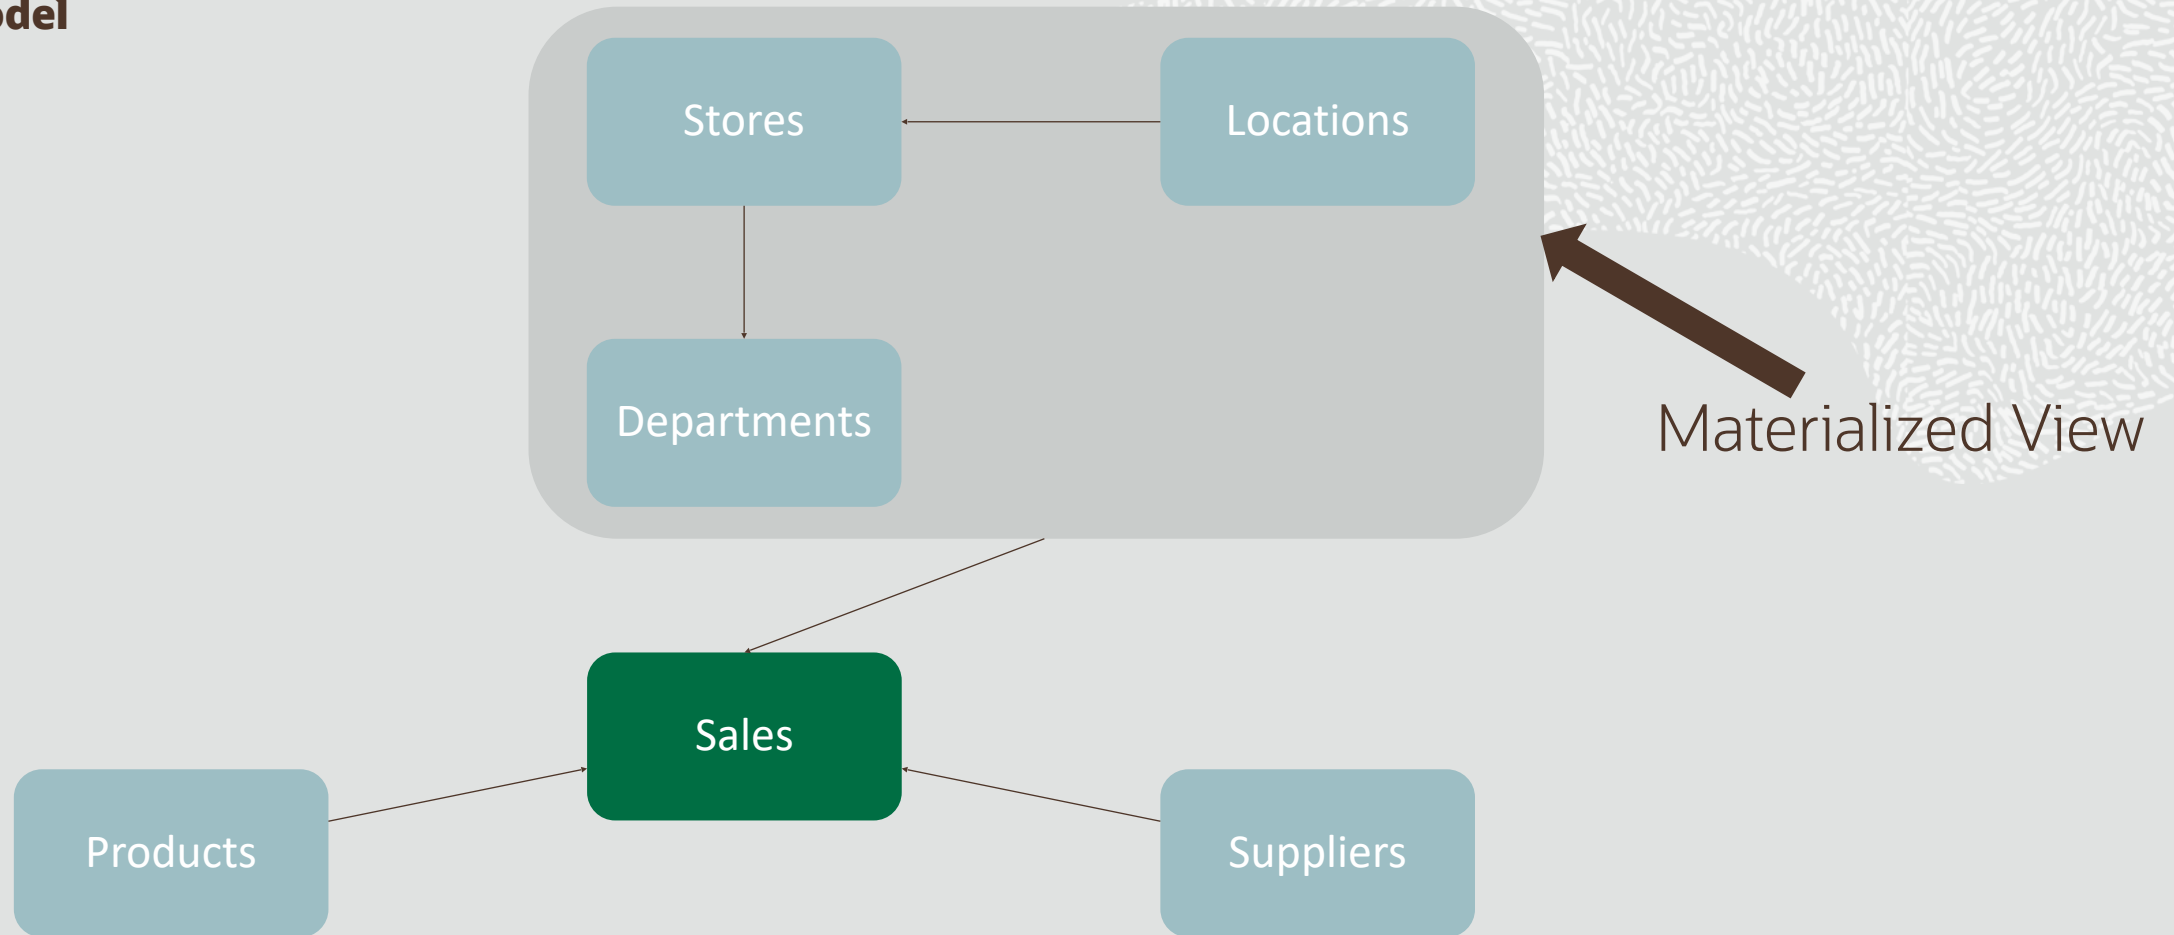 Stores
Locations
Departments
Materialized View
Sales
Products
Suppliers